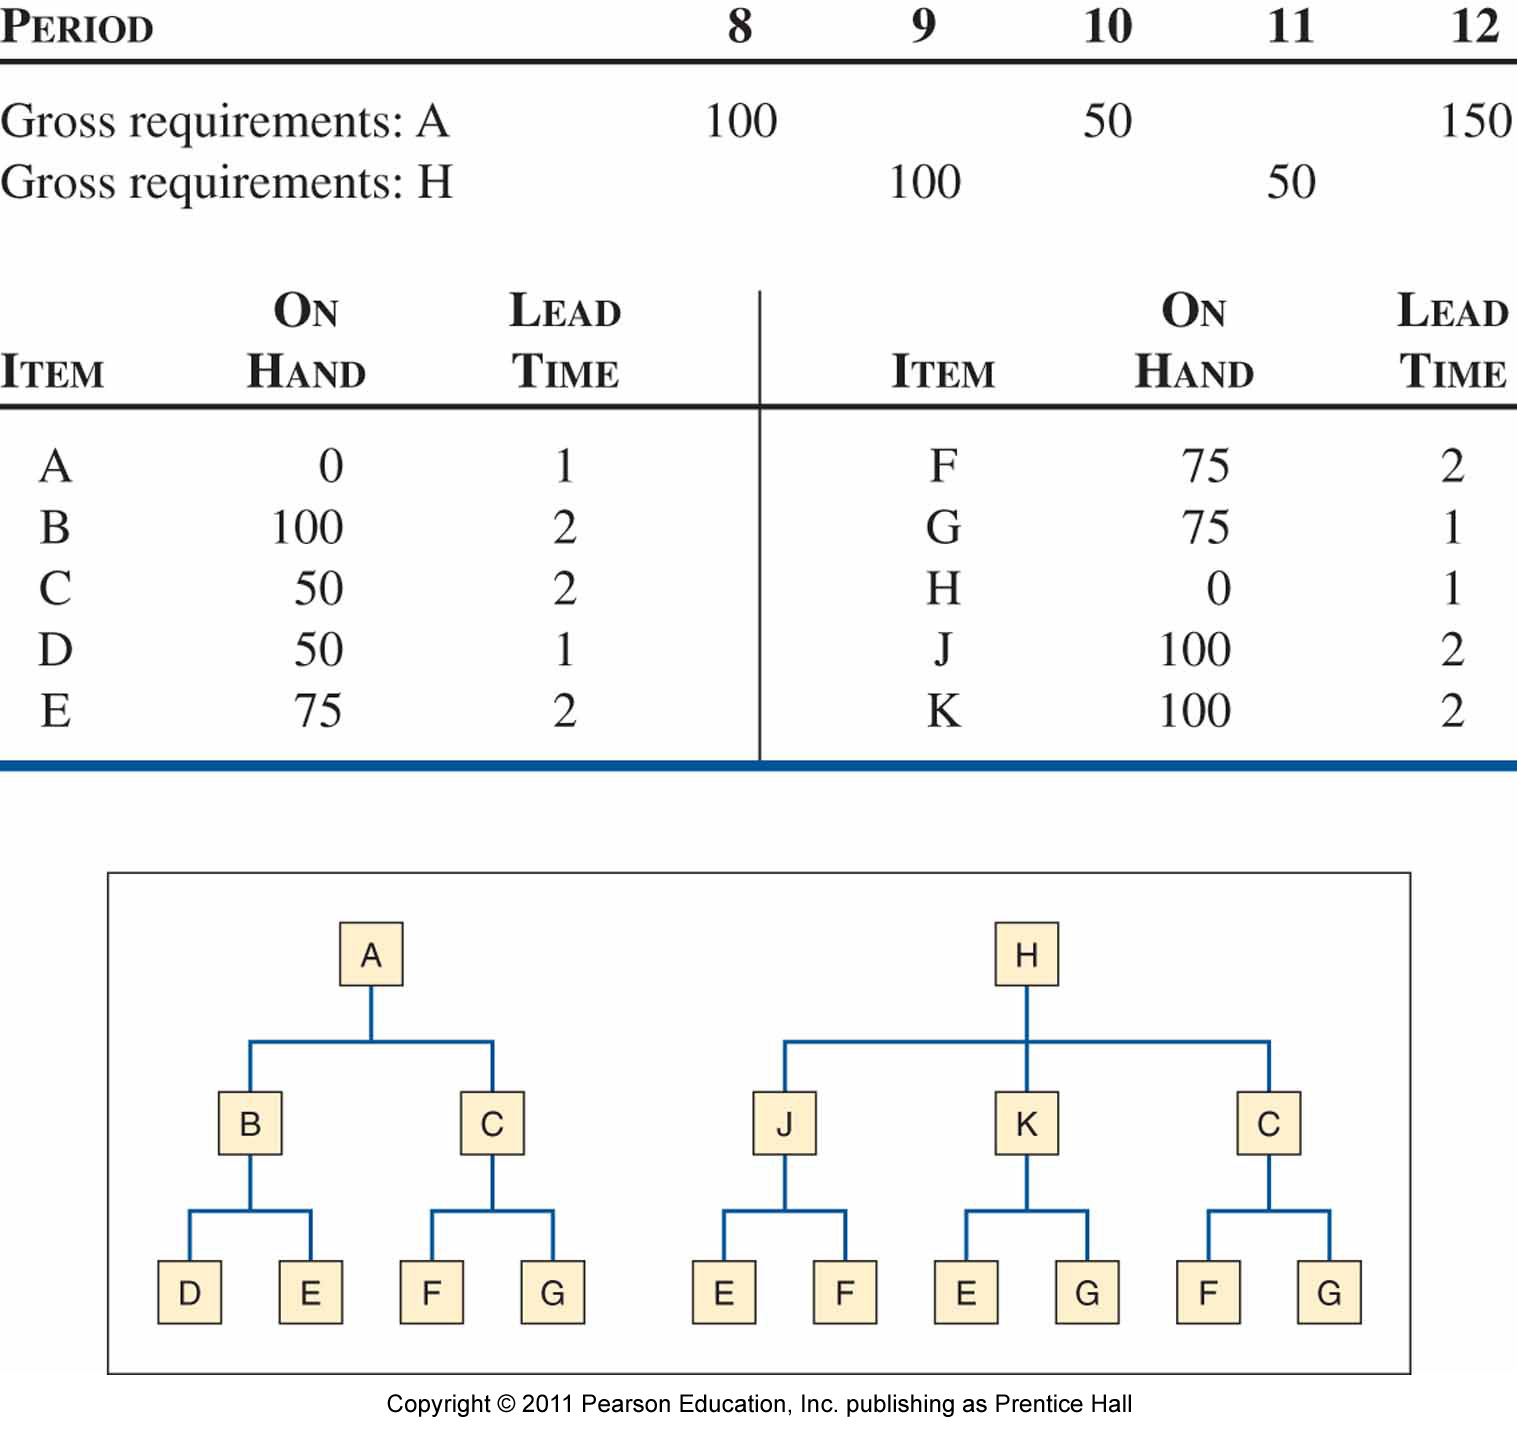 PERIOD 8 9 10 11 12
Gross requirements: A 100 50 150
Gross requirements: H 100 50
ON LEAD ON LEAD
ITEM HAND TIME ITEM HAND TIME
A 0 1 F 75 2
B 100 2 G 75 1
C 50 2 H 0 1
D 50 1 J 100 2
E 75 2 K 100 2
A H
B C J K C
D E F G E F E G F G
Copyright © 2011 Pearson Education, Inc. publishing as Prentice Hall